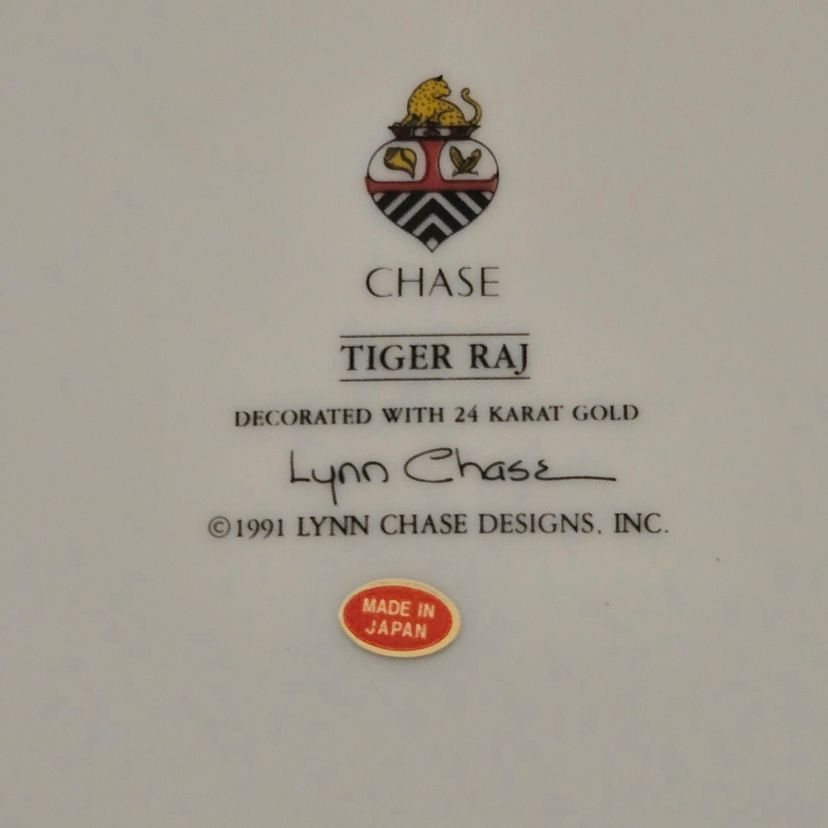 CHASE
TIGER RAJ
DECORATED WITH 24 KARAT GOLD
Lynn Chase
©1991 LYNN CHASE DESIGNS, INC.
MADE IN
JAPAN